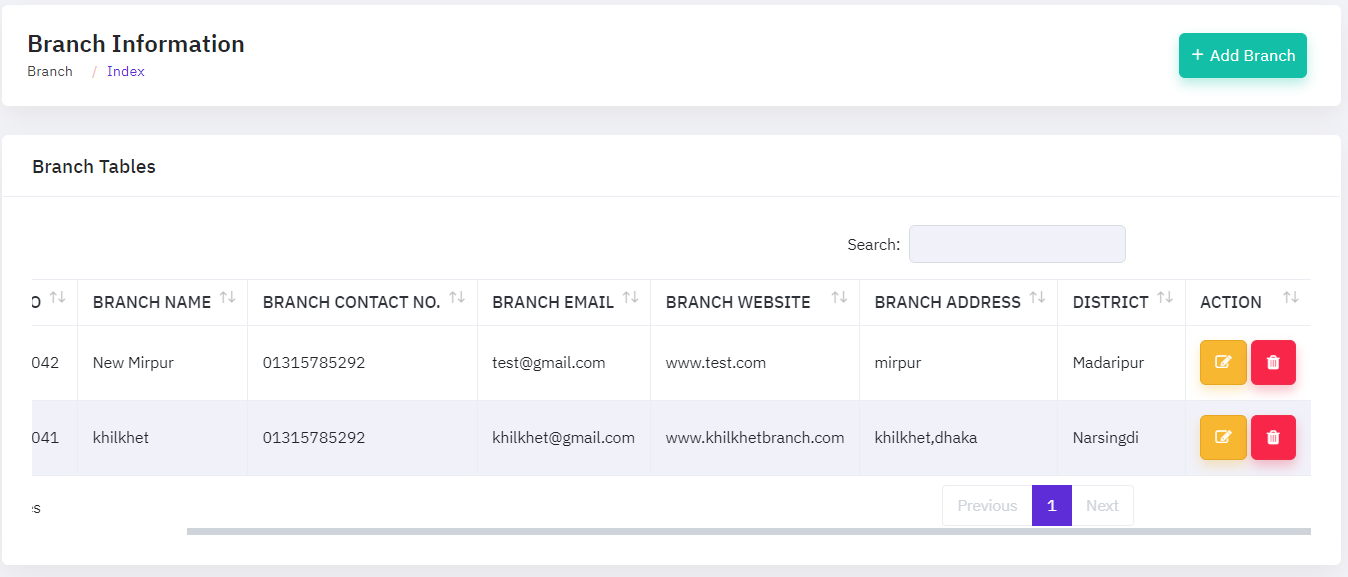 Branch Information
Branch / Index
+ Add Branch
Branch Tables
Search:
O BRANCH NAME BRANCH CONTACT NO. BRANCH EMAIL BRANCH WEBSITE BRANCH ADDRESS DISTRICT ACTION
042 New Mirpur 01315785292 test@gmail.com www.test.com mirpur Madaripur
041 khilkhet 01315785292 khilkhet@gmail.com www.khilkhetbranch.com khilkhet,dhaka Narsingdi
es Previous 1 Next